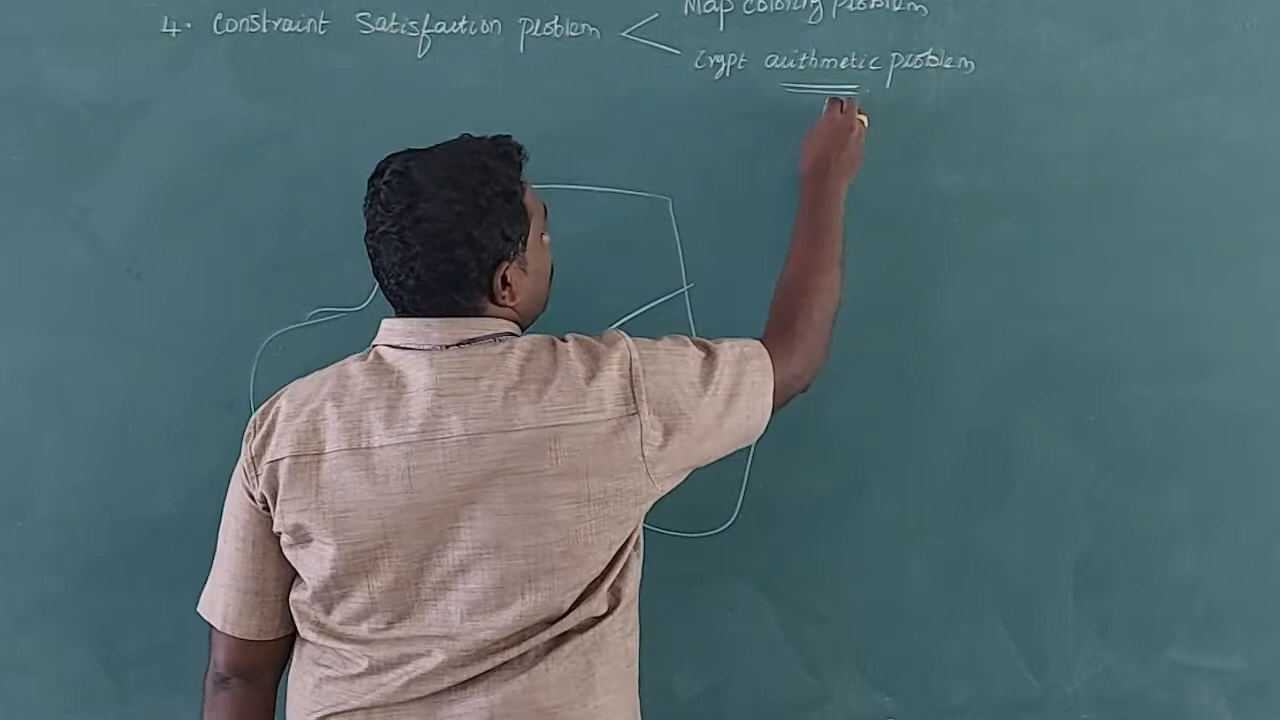 Map coloring problem
4. Constraint Satisfaction problem
Crypt arithmetic problem